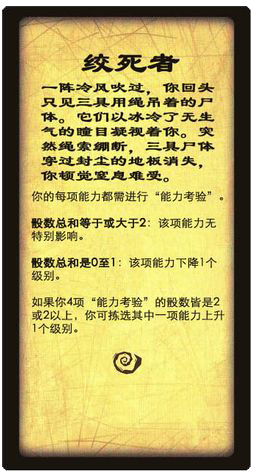 绞死者
一阵冷风吹过，你回头
只见三具用绳吊着的尸
体。它们以冰冷了无生
气的瞳目凝视着你。突
然绳索绷断，三具尸体
穿过封尘的地板消失，
你顿觉窒息难受。
你的每项能力都需进行“能力考验”。
骰数总和等于或大于2：该项能力无
特别影响。
骰数总和是0至1：该项能力下降1个
级别。
如果你4项“能力考验”的骰数皆是2
或2以上，你可拣选其中一项能力上升
1个级别。